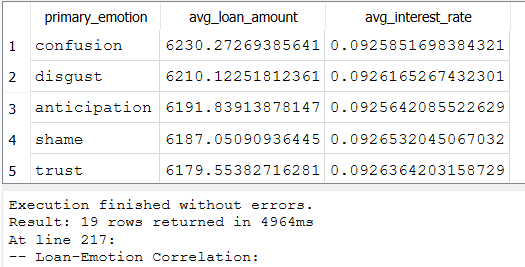 primary_emotion avg_loan_amount avg_interest_rate
1 confusion 6230.27269385641 0.0925851698384321
2 disgust 6210.12251812361 0.0926165267432301
3 anticipation 6191.83913878147 0.0925642085522629
4 shame 6187.05090936445 0.0926532045067032
5 trust 6179.55382716281 0.0926364203158729
Execution finished without errors.
Result: 19 rows returned in 4964ms
At line 217:
-- Loan-Emotion Correlation: